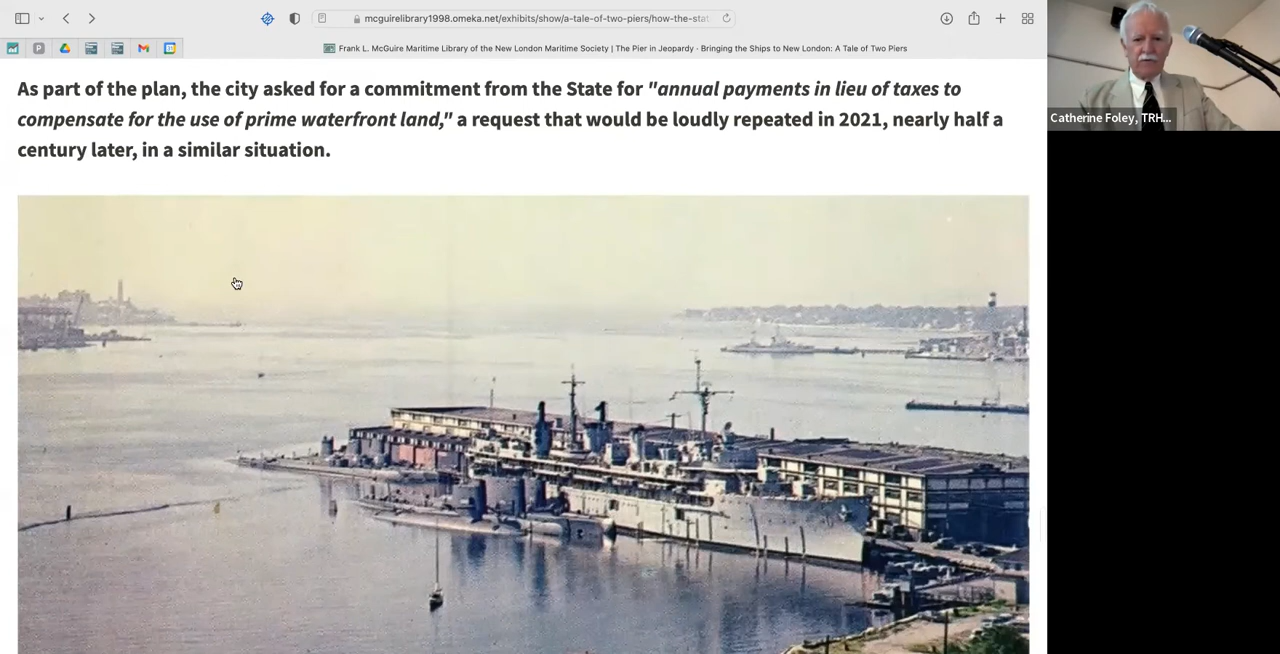 mcguirelibrary1998.omeka.net/exhibits/show/a-tale-of-two-piers/how-the-stat
Frank L. McGuire Maritime Library of the New London Maritime Society | The Pier in Jeopardy · Bringing the Ships to New London: A Tale of Two Piers
As part of the plan, the city asked for a commitment from the State for "annual payments in lieu of taxes to
compensate for the use of prime waterfront land," a request that would be loudly repeated in 2021, nearly half a
century later, in a similar situation.
Catherine Foley, TRH...